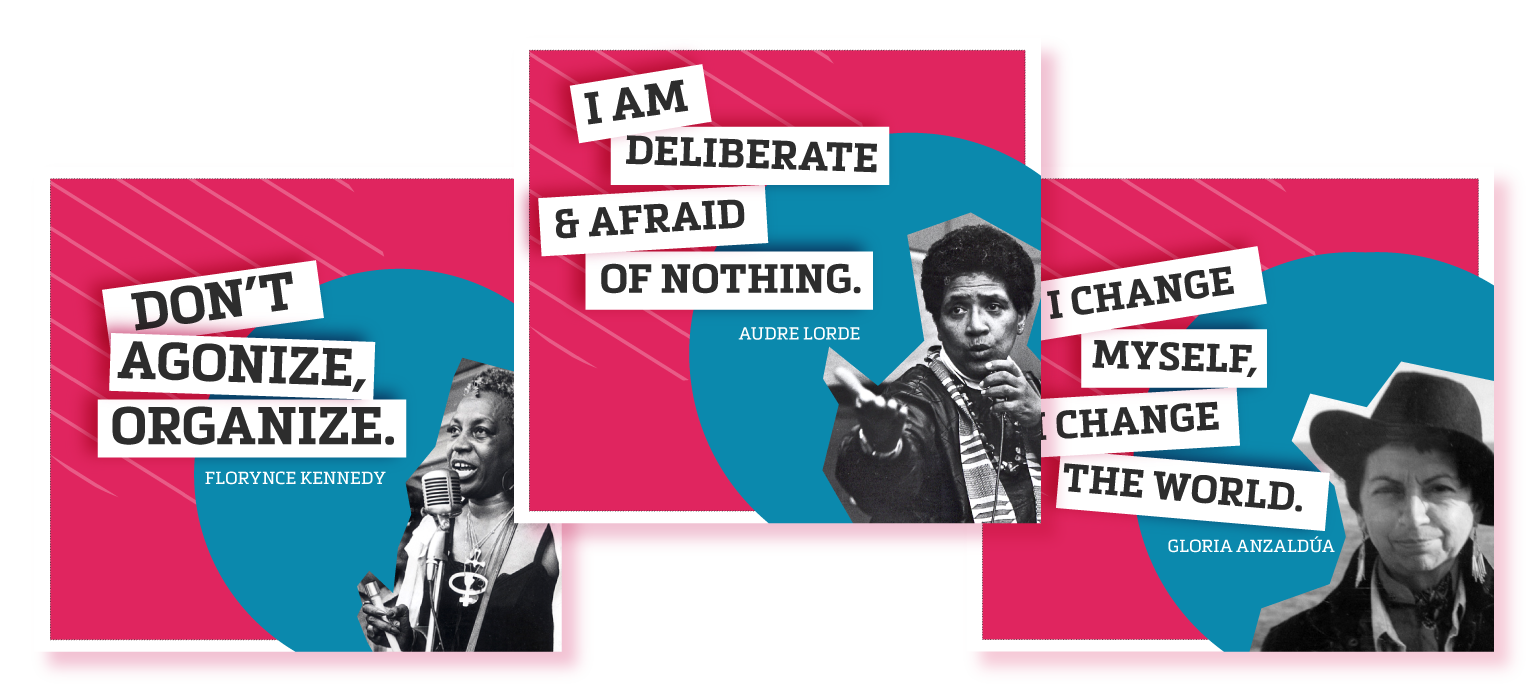 DON'T
AGONIZE,
ORGANIZE.
FLORYNCE KENNEDY
I AM
DELIBERATE
& AFRAID
OF NOTHING.
AUDRE LORDE
I CHANGE
MYSELF,
I CHANGE
THE WORLD.
GLORIA ANZALDÚA